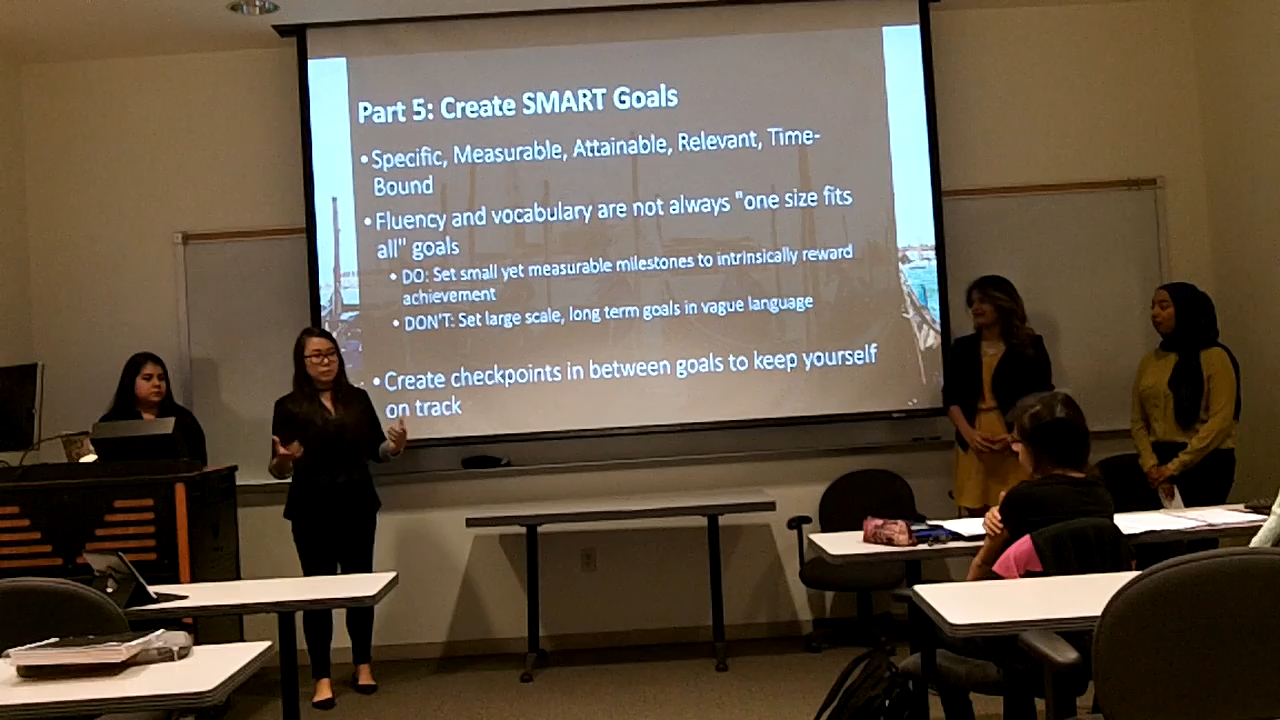 Part 5: Create SMART Goals
• Specific, Measurable, Attainable, Relevant, Time-
Bound
• Fluency and vocabulary are not always "one size fits
all" goals
• DO: Set small yet measurable milestones to intrinsically reward
achievement
• DON'T: Set large scale, long term goals in vague language
• Create checkpoints in between goals to keep yourself
on track